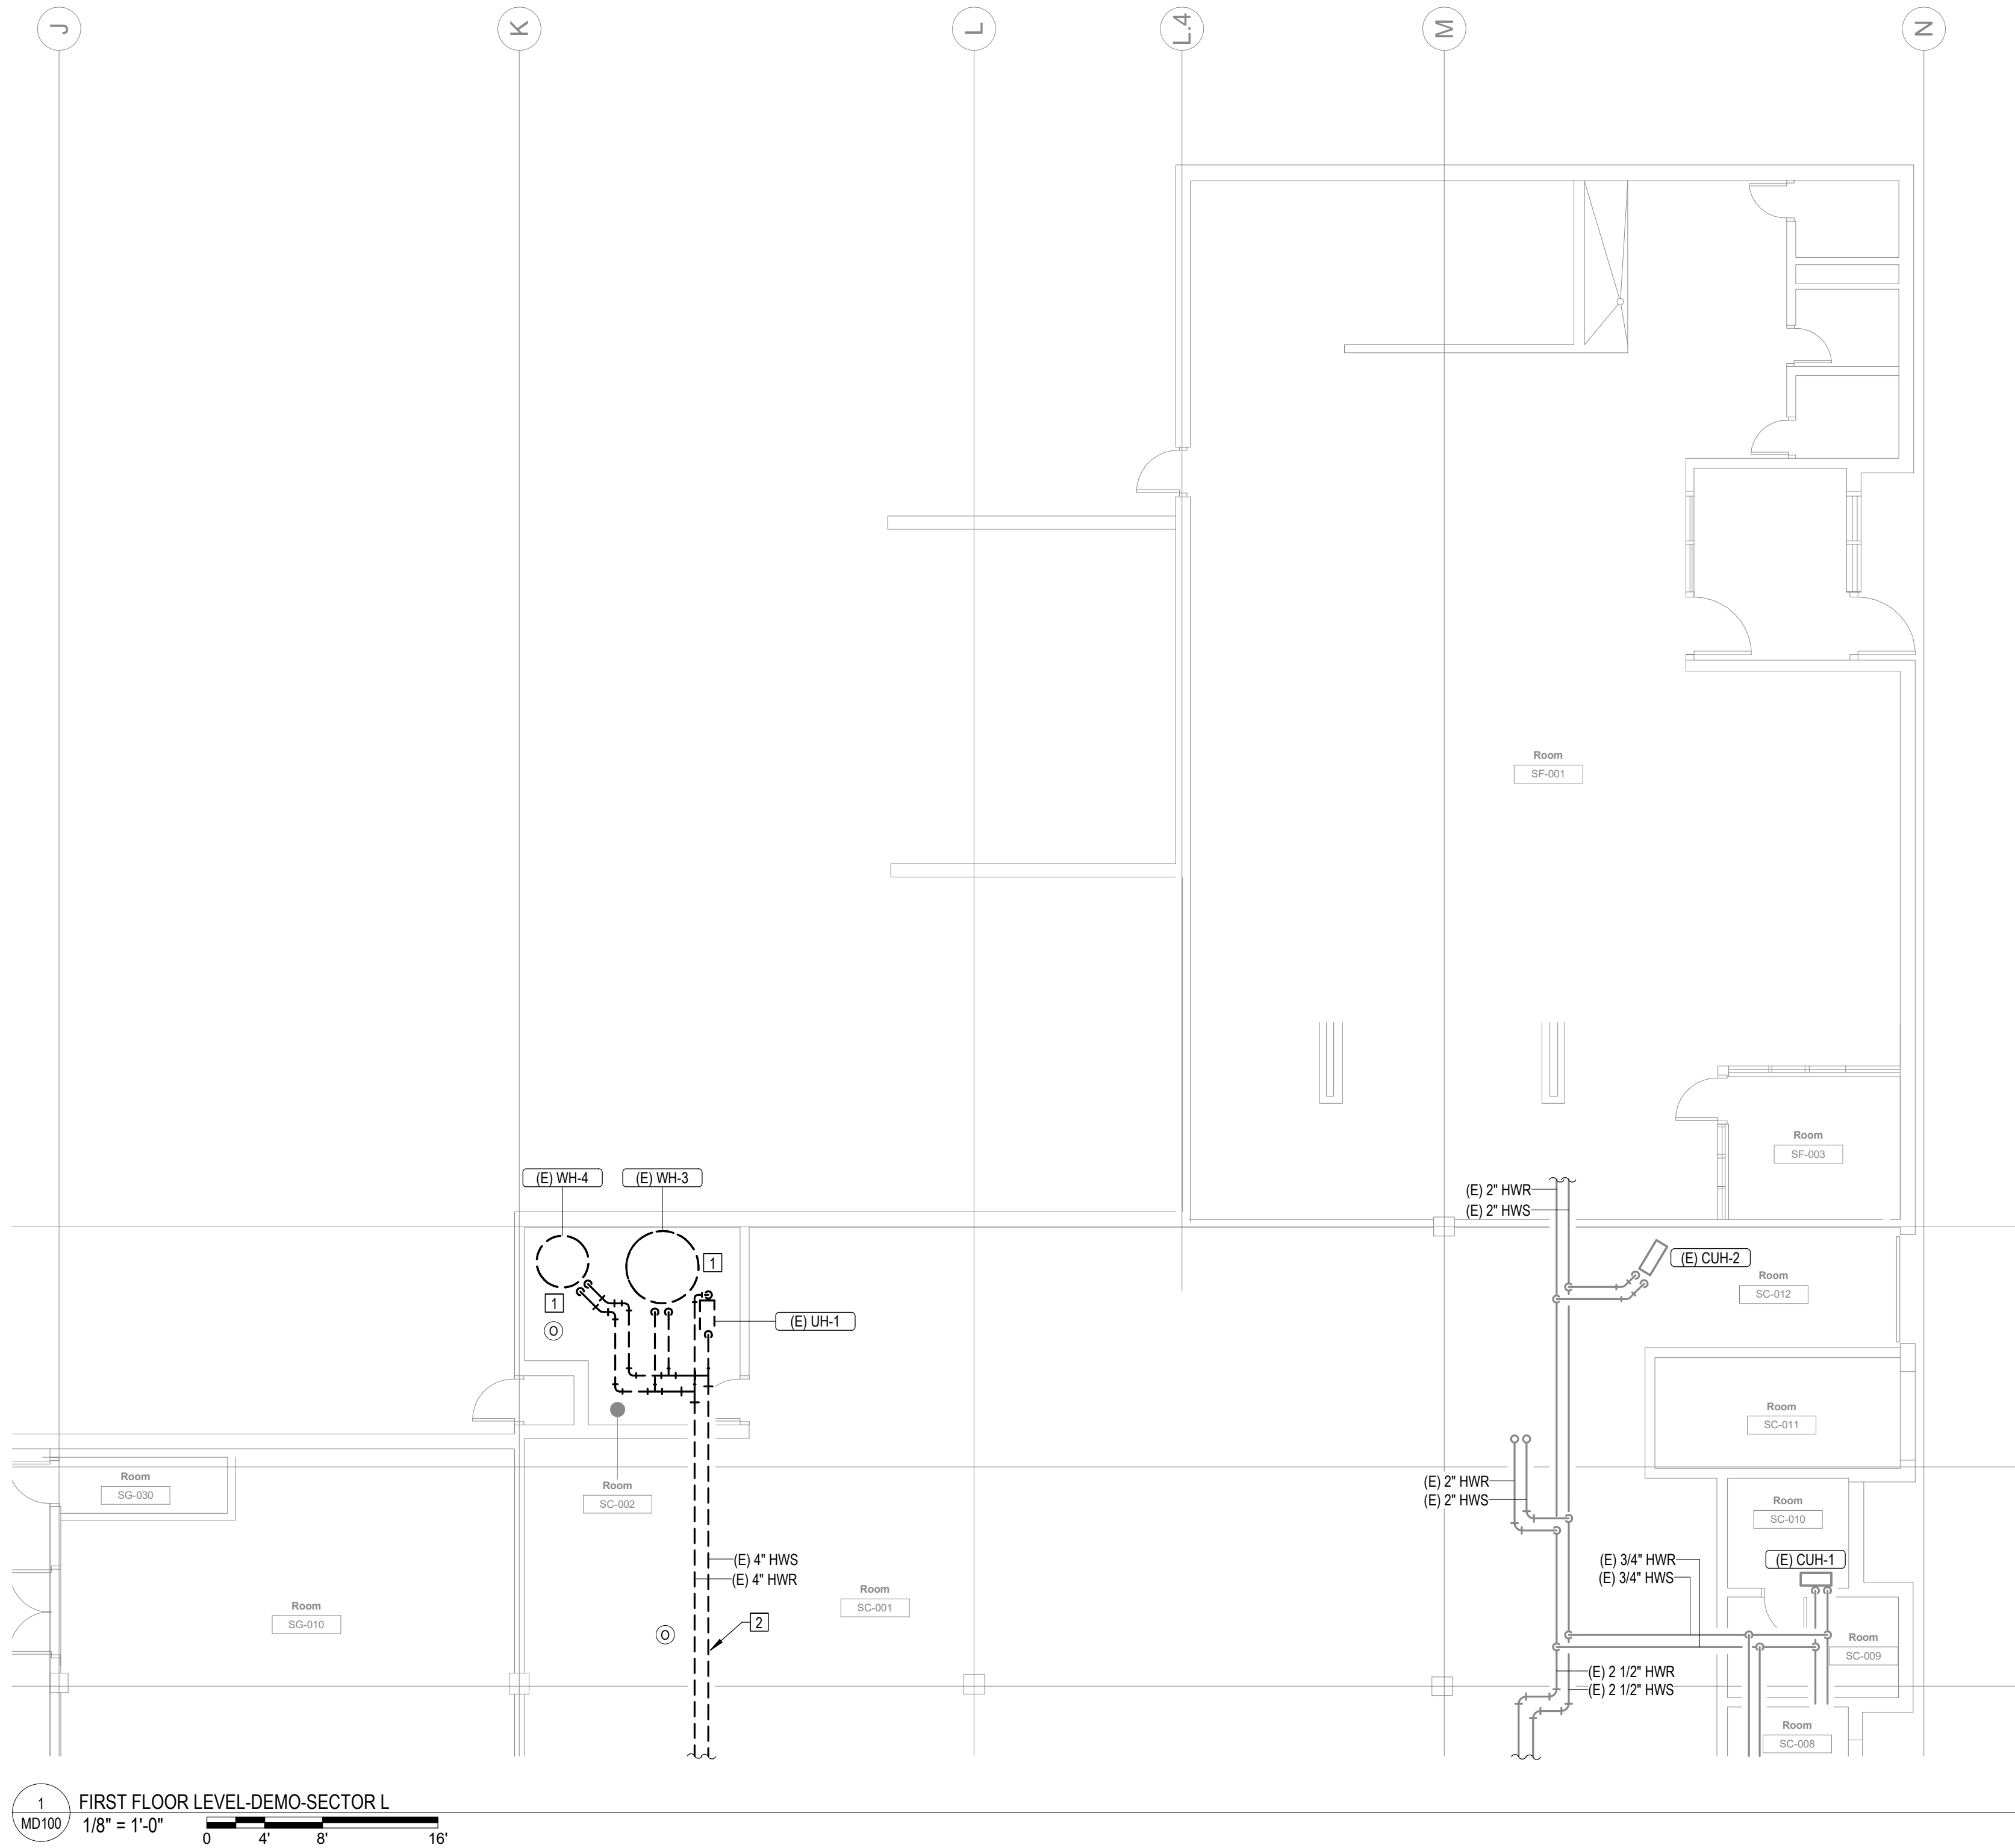 J
K
L
L.4
M
N
Room
SF-001
Room
SF-003
(E) WH-4
(E) WH-3
(E) 2" HWR
(E) 2" HWS
1
(E) CUH-2
Room
SC-012
1
O
(E) UH-1
Room
SC-011
Room
SG-030
Room
SC-002
(E) 2" HWR
(E) 2" HWS
Room
SC-010
(E) 4" HWS
(E) 4" HWR
(E) 3/4" HWR
(E) 3/4" HWS
(E) CUH-1
Room
SC-001
Room
SG-010
2
O
Room
SC-009
(E) 2 1/2" HWR
(E) 2 1/2" HWS
Room
SC-008
1
MD100
FIRST FLOOR LEVEL-DEMO-SECTOR L
1/8" = 1'-0"
0 4' 8' 16'